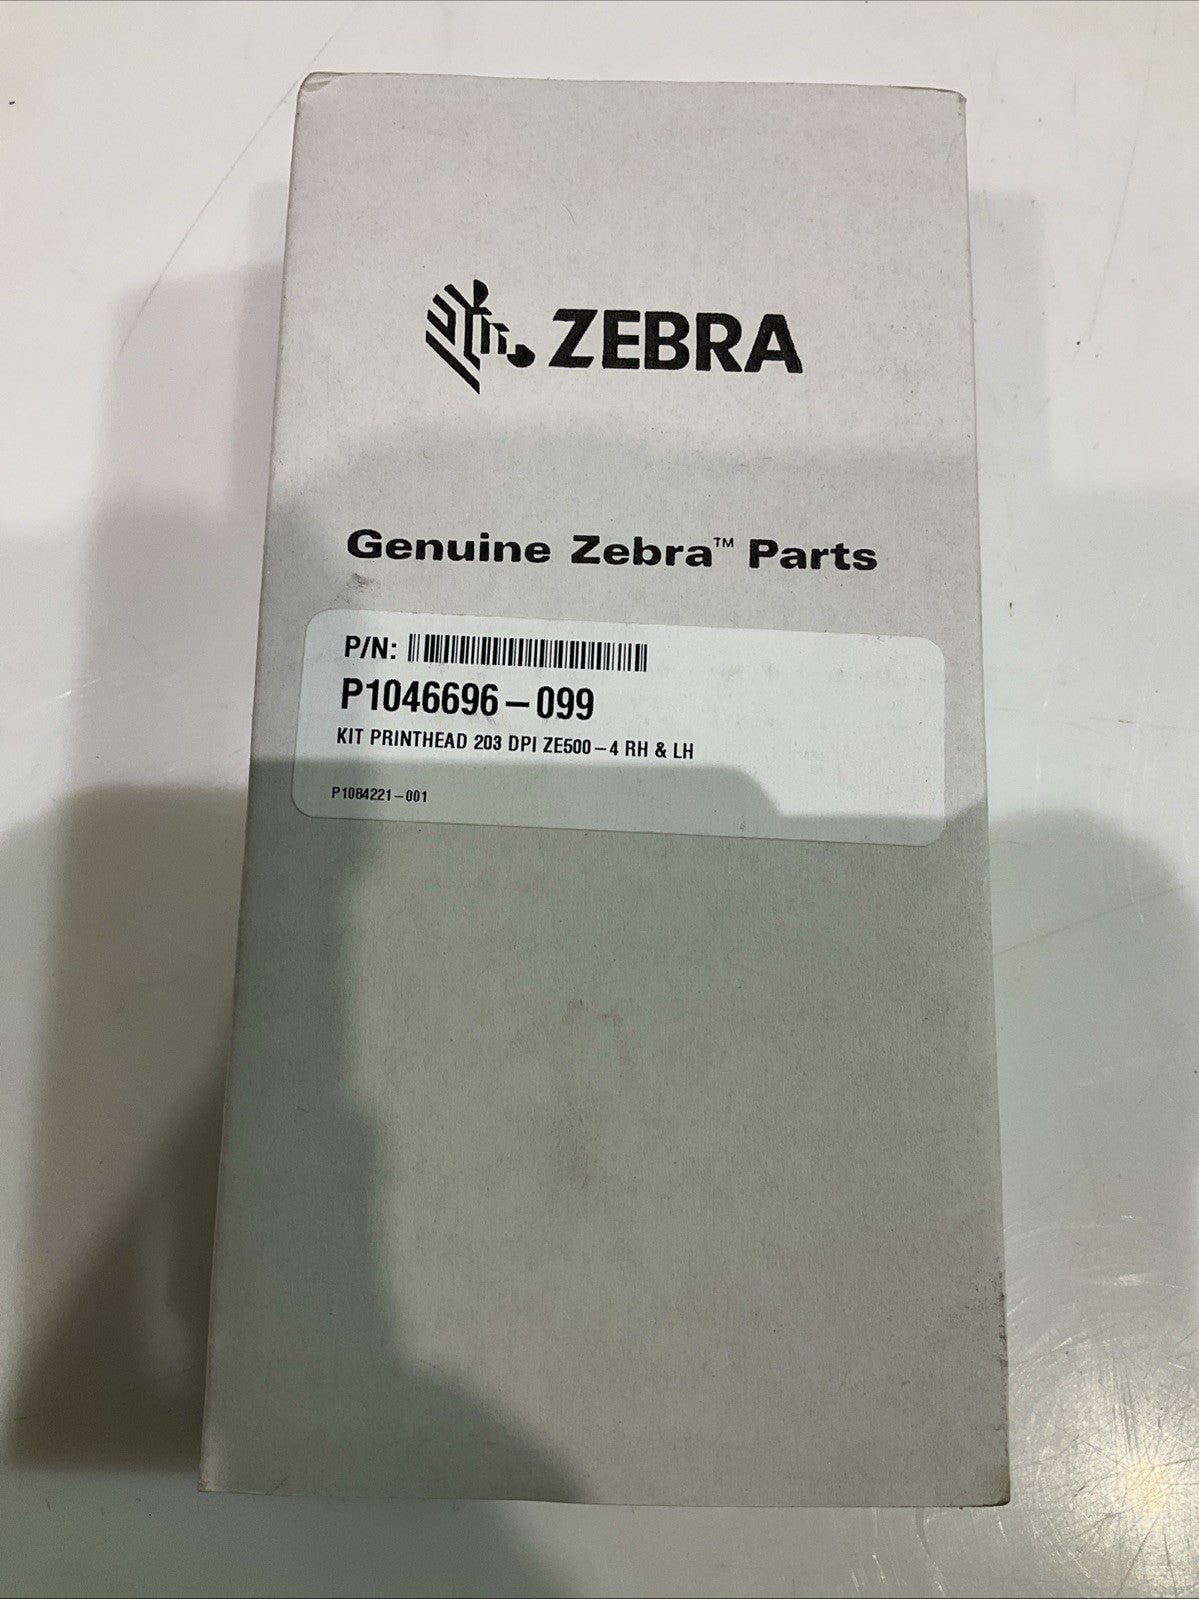 ZEBRA
Genuine Zebra™ Parts
P/N:
P1046696-099
KIT PRINTHEAD 203 DPI ZE500-4 RH & LH
P1084221-001